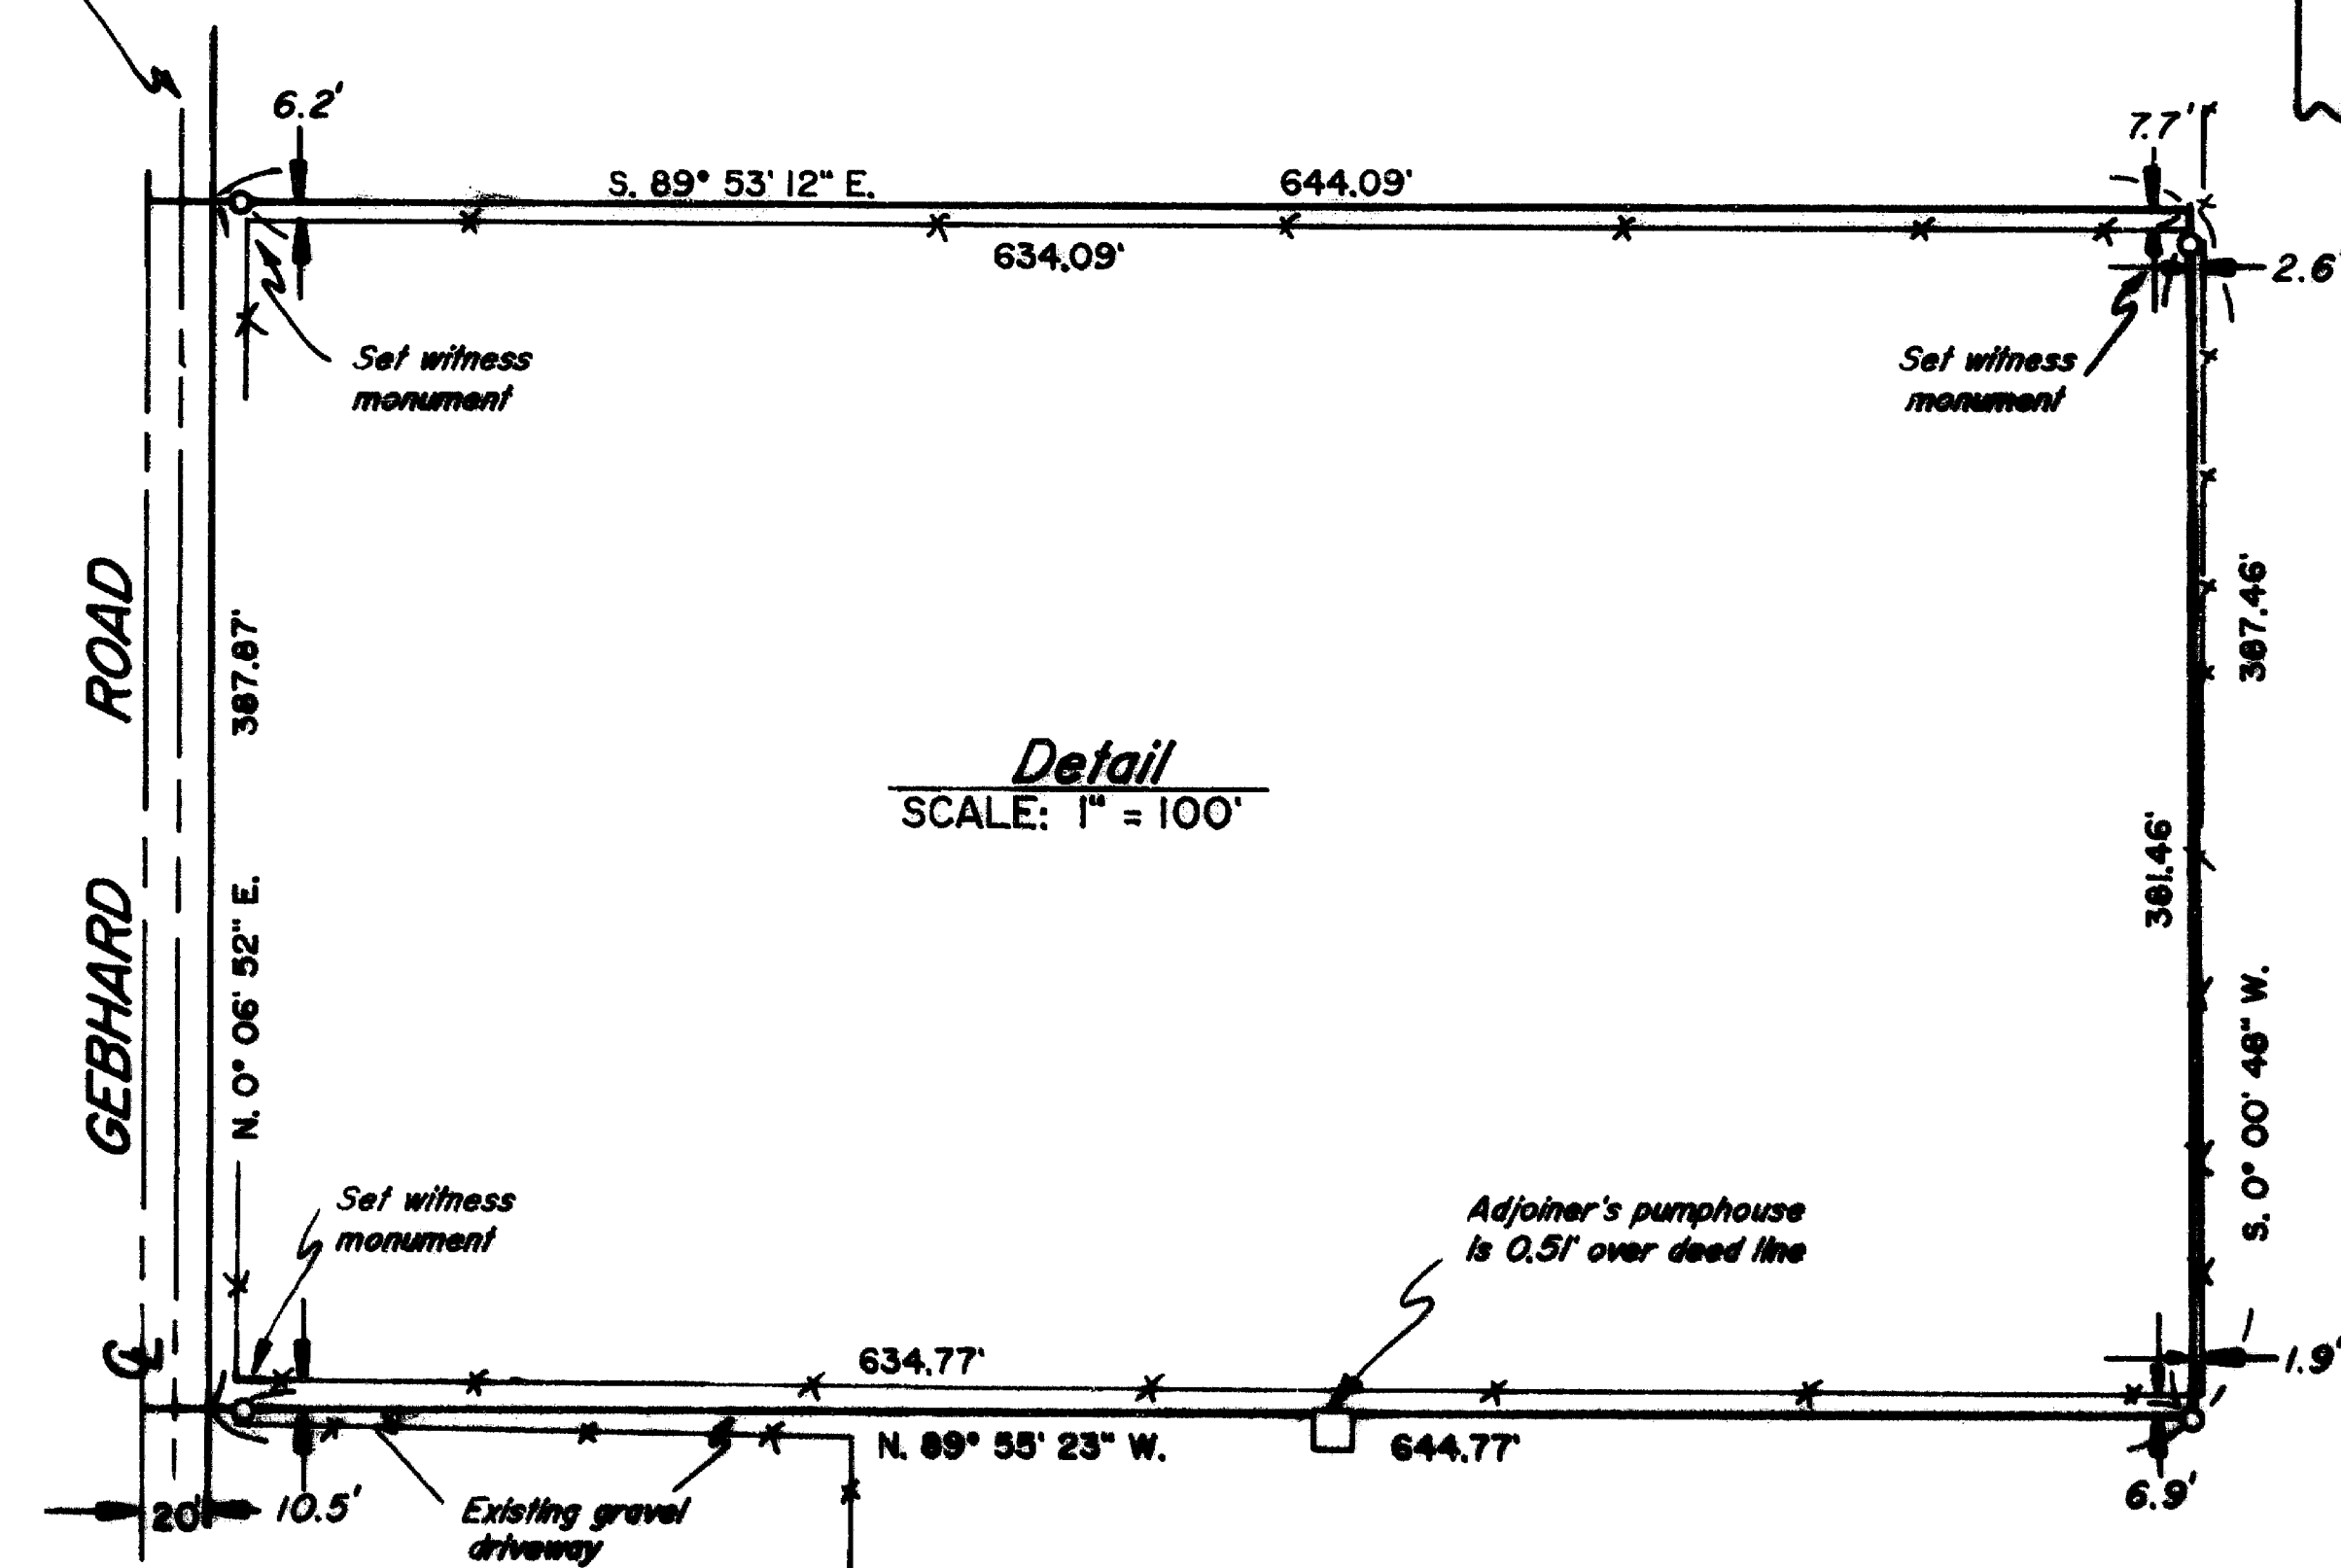 6.2'
7.7'
S. 89° 53' 12" E.
644.09'
634.09'
2.6'
Set witness
monument
Set witness
monument
GEBHARD ROAD
N. 0° 06' 52" E.
387.87'
387.46'
Detail
SCALE: 1" = 100'
381.46'
S. 0° 00' 48" W.
Set witness
monument
Adjoiner's pumphouse
is 0.51' over deed line
634.77'
1.9'
N. 89° 55' 23" W.
644.77'
20'
10.5'
Existing gravel
driveway
6.9'